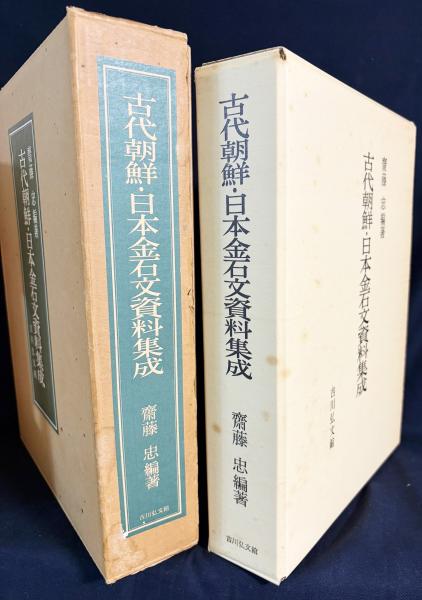 齋藤忠編著
古代朝鮮・日本金石文資料集成
古代朝鮮・日本金石文資料集成
齋藤 忠 編著
吉川弘文館
古代朝鮮・日本金石文資料集成
齋藤 忠 編著
吉川弘文館
齋藤 忠 編著
古代朝鮮・日本金石文資料集成
吉川弘文館